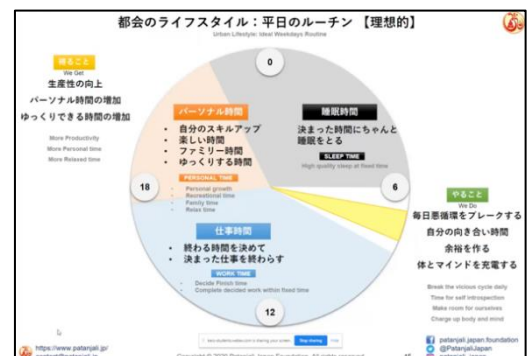 都会のライフスタイル：平日のルーチン 【理想的】
Urban Lifestyle: Ideal Weekdays Routine
得ること
We Get
生産性の向上
パーソナル時間の増加
ゆっくりできる時間の増加
More Productivity
More Personal time
More Relaxed time
0
パーソナル時間
・ 自分のスキルアップ
・ 楽しい時間
・ ファミリー時間
・ ゆっくりする時間
PERSONAL TIME
- Personal growth
- Recreational time
- Family time
- Relax time
睡眠時間
決まった時間にちゃんと
睡眠をとる
SLEEP TIME
High quality sleep at fixed time
18
6
仕事時間
・ 終わる時間を決めて
・ 決まった仕事を終わらす
WORK TIME
- Decide Finish time
- Complete decided work within fixed time
12
やること
We Do
毎日悪循環をブレークする
自分の向き合い時間
余裕を作る
体とマインドを充電する
Break the vicious cycle daily
Time for self introspection
Make room for ourselves
Charge up body and mind
is sharing your screen.
Stop sharing
https://www.patanjali.jp/
patanjali.japan.foundation
@PatanjaliJapan
Copyright © 2020 Patanjali Japan Foundation. All rights reserved.